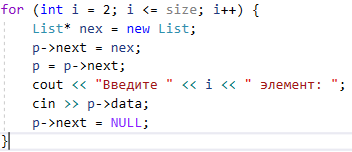 for (int i = 2; i <= size; i++) {
List* nex = new List;
p->next = nex;
p = p->next;
cout << "Введите " << i << " элемент: ";
cin >> p->data;
p->next = NULL;
}